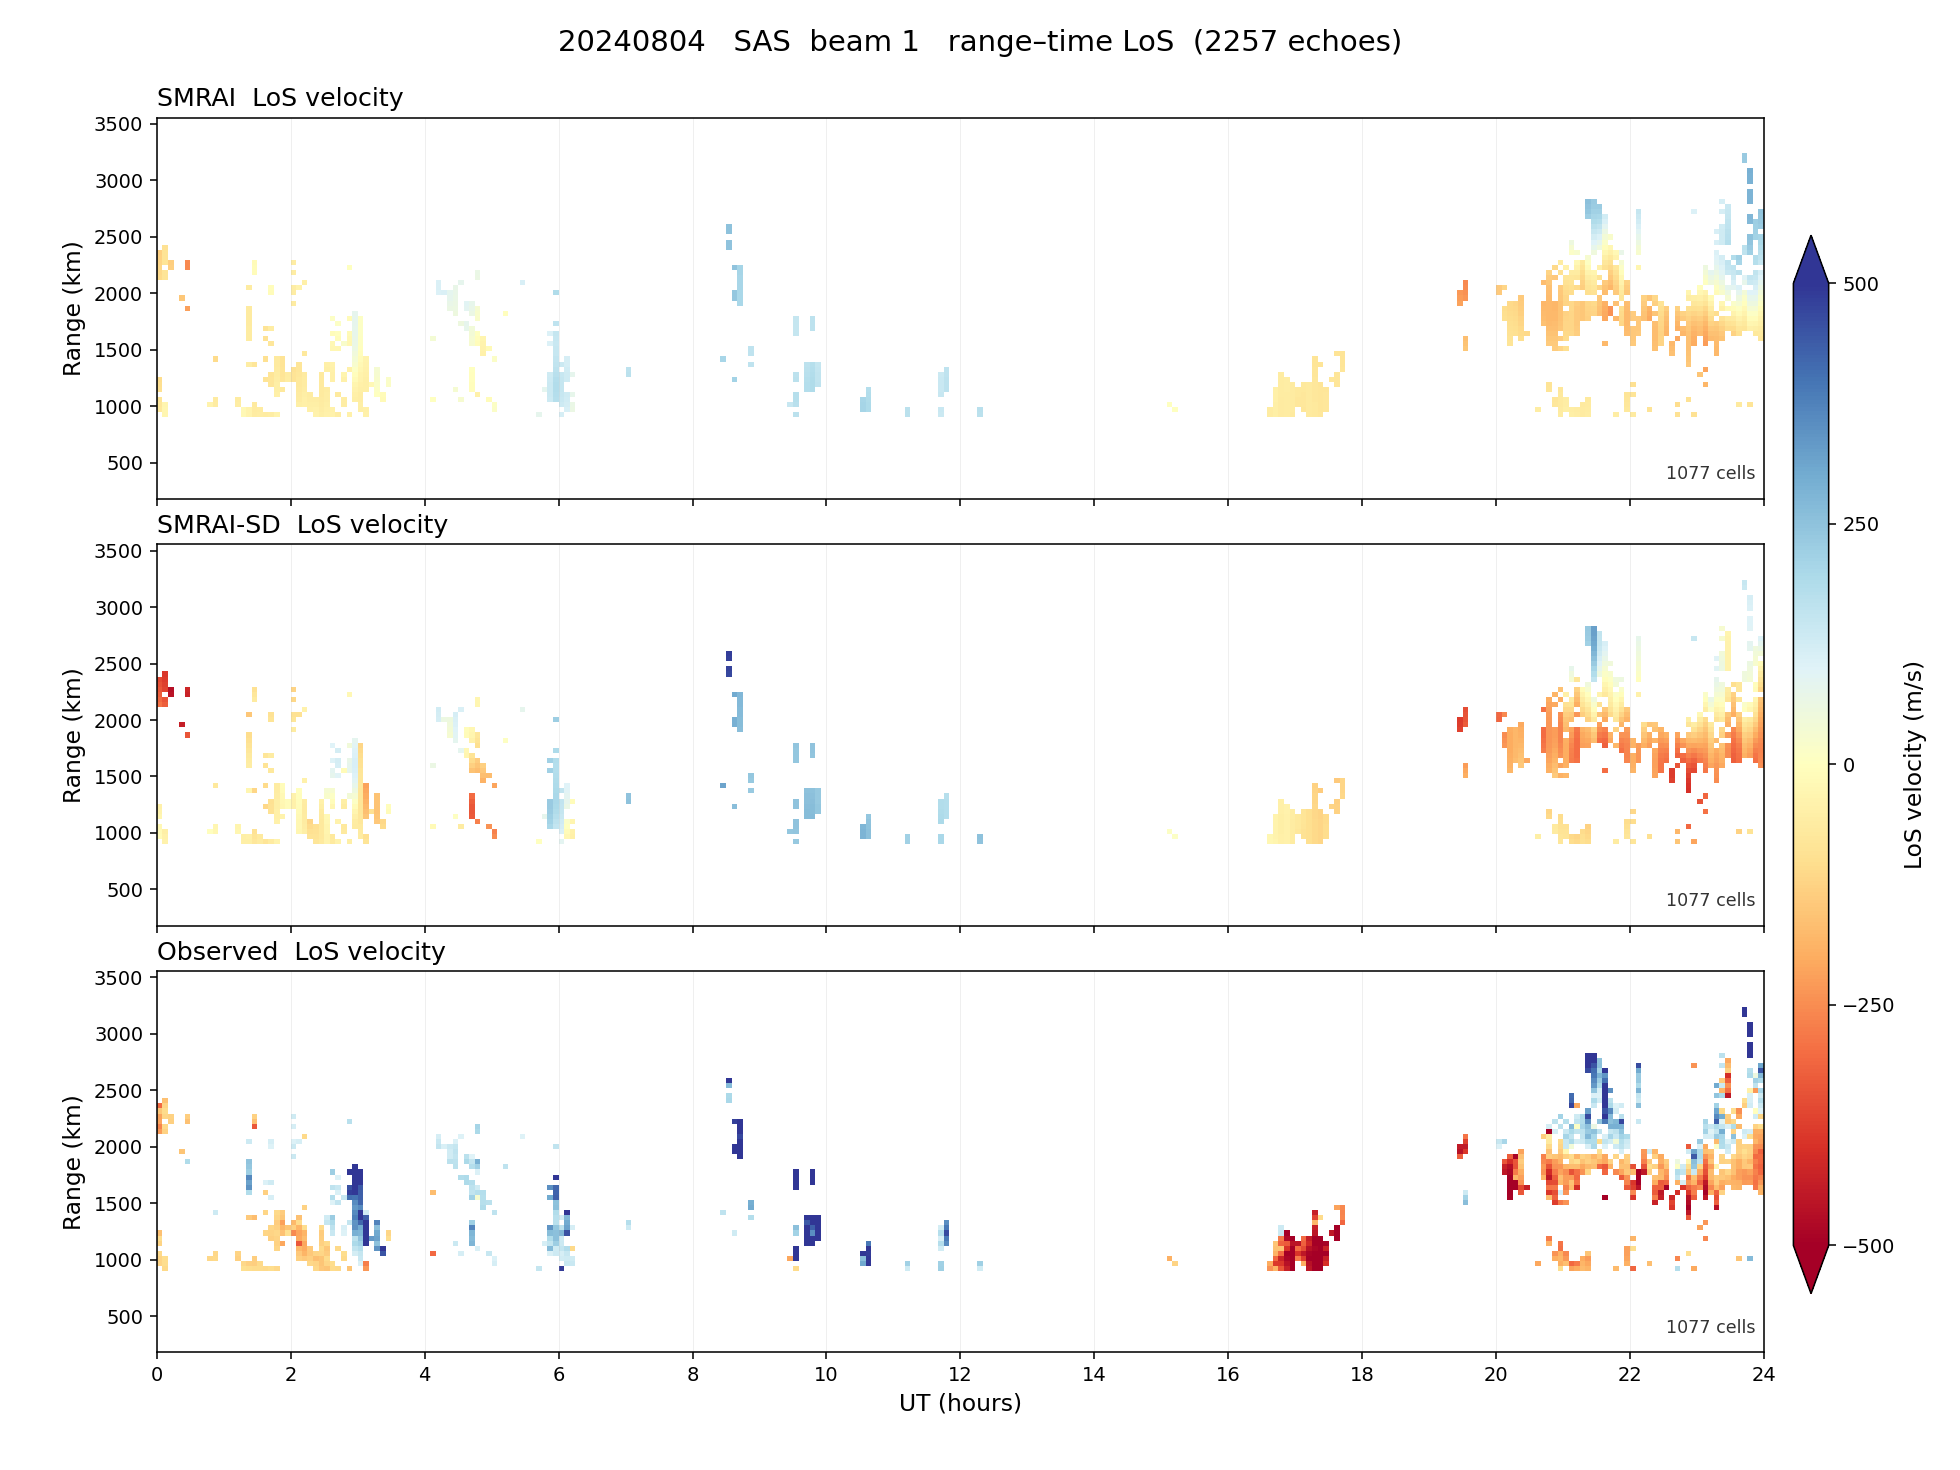 20240804   SAS  beam 1   range–time LoS  (2257 echoes)
SMRAI  LoS velocity
3500
3000
2500
2000
1500
1000
500
Range (km)
1077 cells
SMRAI-SD  LoS velocity
3500
3000
2500
2000
1500
1000
500
Range (km)
1077 cells
Observed  LoS velocity
3500
3000
2500
2000
1500
1000
500
Range (km)
1077 cells
0 2 4 6 8 10 12 14 16 18 20 22 24
UT (hours)
500
250
0
−250
−500
LoS velocity (m/s)